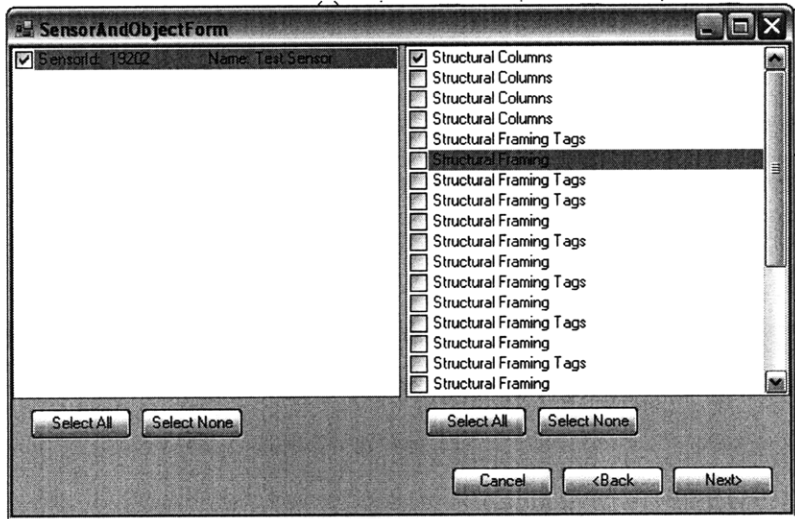 SensorAndObjectForm
SensorId: 19202 Name: Test Sensor
Structural Columns
Structural Columns
Structural Columns
Structural Columns
Structural Framing Tags
Structural Framing
Structural Framing Tags
Structural Framing Tags
Structural Framing
Structural Framing Tags
Structural Framing
Structural Framing Tags
Structural Framing
Structural Framing Tags
Structural Framing
Structural Framing Tags
Structural Framing
Select All Select None
Select All Select None
Cancel <Back Next>